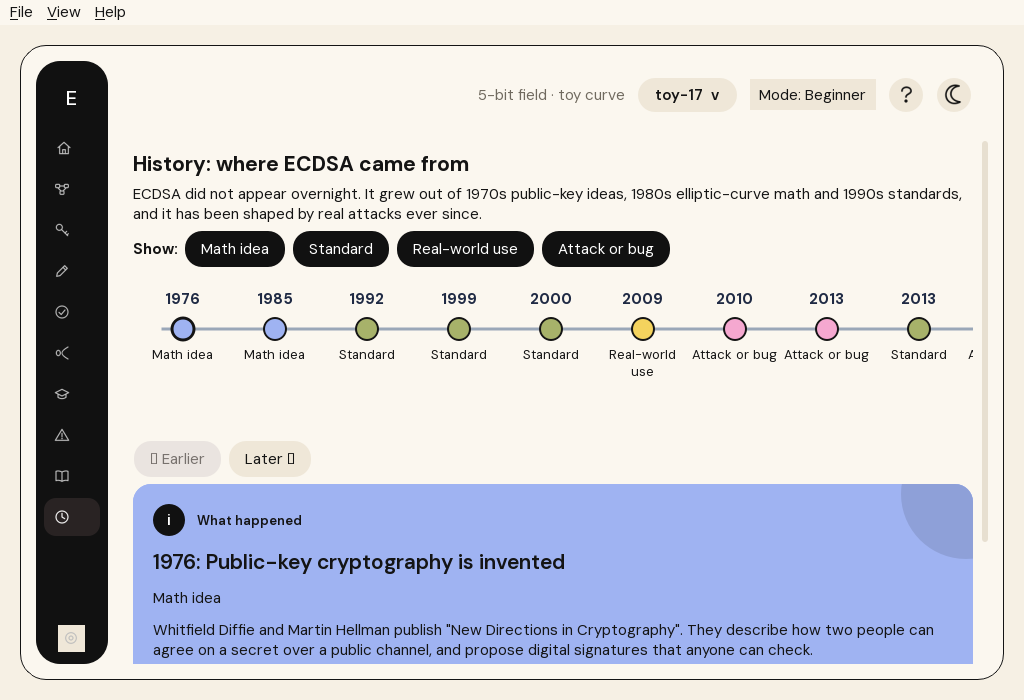 File View Help
E
5-bit field · toy curve
toy-17 v
Mode: Beginner
?
History: where ECDSA came from
ECDSA did not appear overnight. It grew out of 1970s public-key ideas, 1980s elliptic-curve math and 1990s standards,
and it has been shaped by real attacks ever since.
Show: Math idea Standard Real-world use Attack or bug
1976 1985 1992 1999 2000 2009 2010 2013 2013
Math idea Math idea Standard Standard Standard Real-world Attack or bug Attack or bug Standard
use
Earlier Later
i What happened
1976: Public-key cryptography is invented
Math idea
Whitfield Diffie and Martin Hellman publish "New Directions in Cryptography". They describe how two people can
agree on a secret over a public channel, and propose digital signatures that anyone can check.